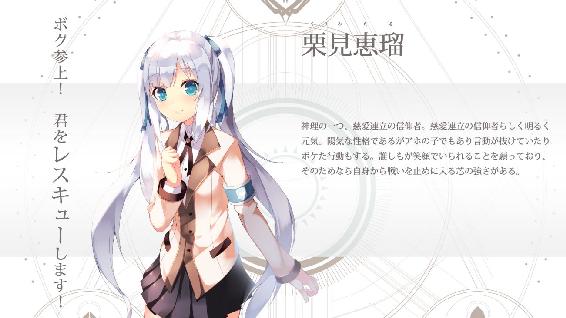 ボク参上！　君をレスキューします！
くりみえる
栗見恵瑠
神理の一つ、慈愛連立の信仰者。慈愛連立の信仰者らしく明るく
元気。陽気な性格であるがアホの子でもあり言動が抜けていたり
ボケた行動もする。誰しもが笑顔でいられることを願っており、
そのためなら自身から戦いを止めに入る芯の強さがある。